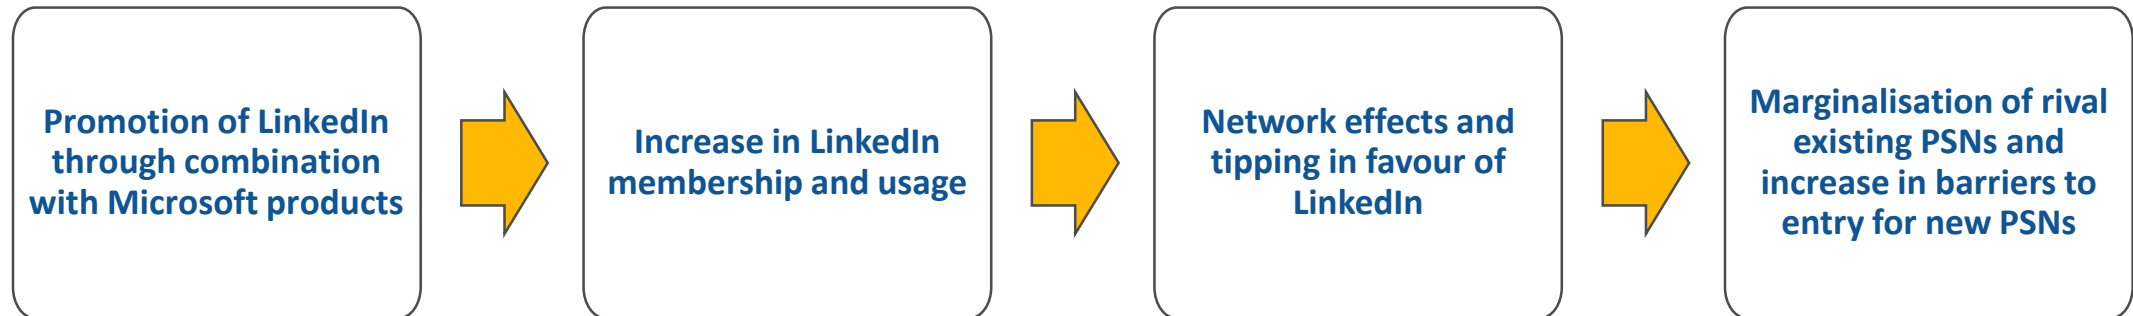 Promotion of LinkedIn
through combination
with Microsoft products
Increase in LinkedIn
membership and usage
Network effects and
tipping in favour of
LinkedIn
Marginalisation of rival
existing PSNs and
increase in barriers to
entry for new PSNs